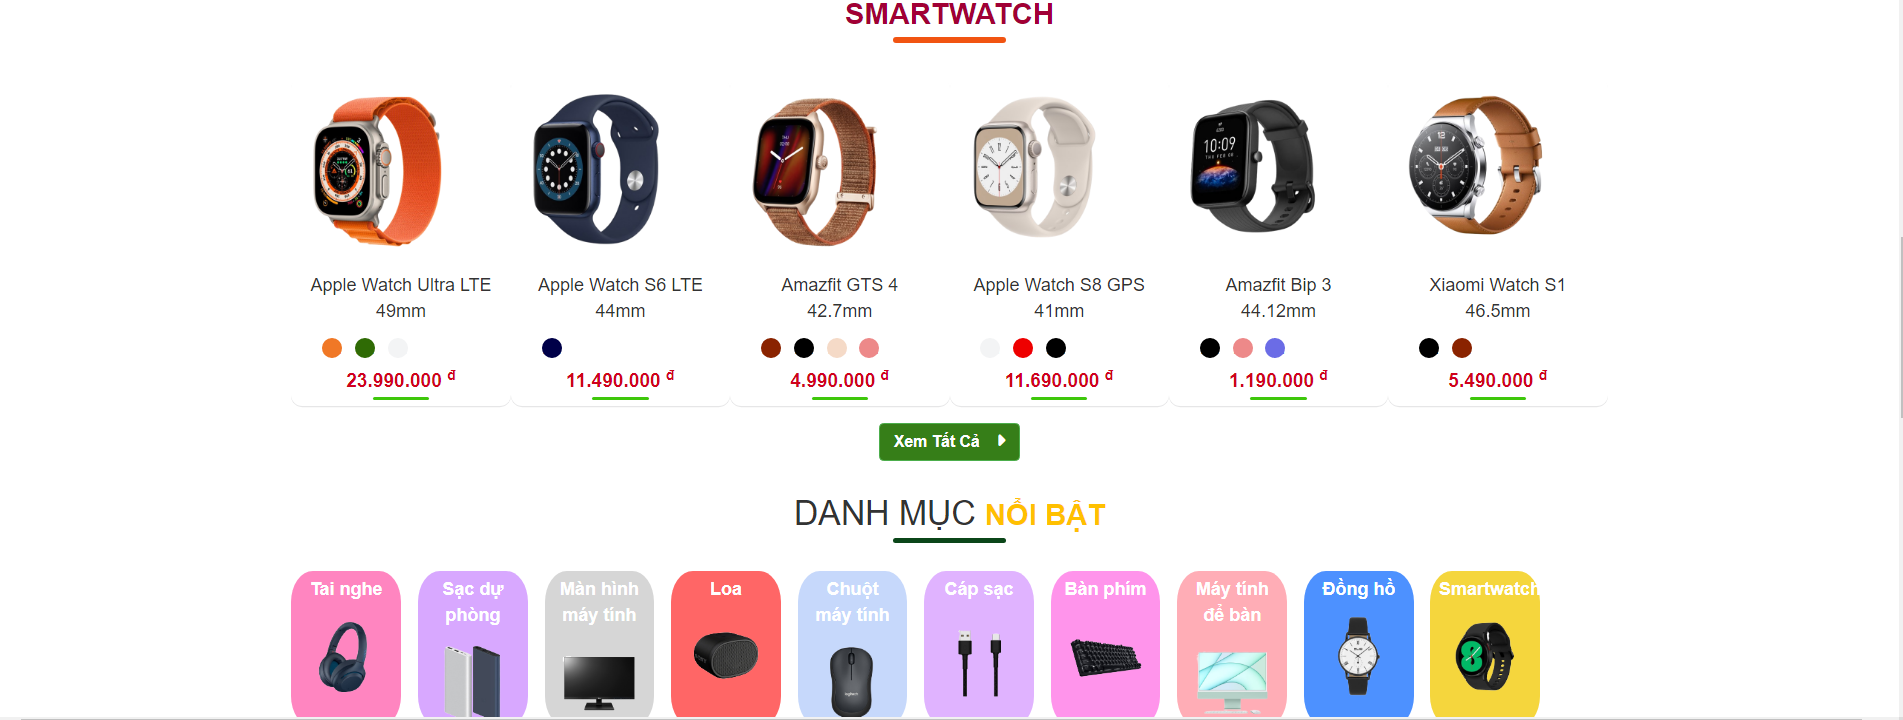 SMARTWATCH
Apple Watch Ultra LTE
49mm
23.990.000 đ
Apple Watch S6 LTE
44mm
11.490.000 đ
Amazfit GTS 4
42.7mm
4.990.000 đ
Apple Watch S8 GPS
41mm
11.690.000 đ
Amazfit Bip 3
44.12mm
1.190.000 đ
Xiaomi Watch S1
46.5mm
5.490.000 đ
Xem Tất Cả
DANH MỤC NỔI BẬT
Tai nghe
Sạc dự
phòng
Màn hình
máy tính
Loa
Chuột
máy tính
Cáp sạc
Bàn phím
Máy tính
để bàn
Đồng hồ
Smartwatch
10:09